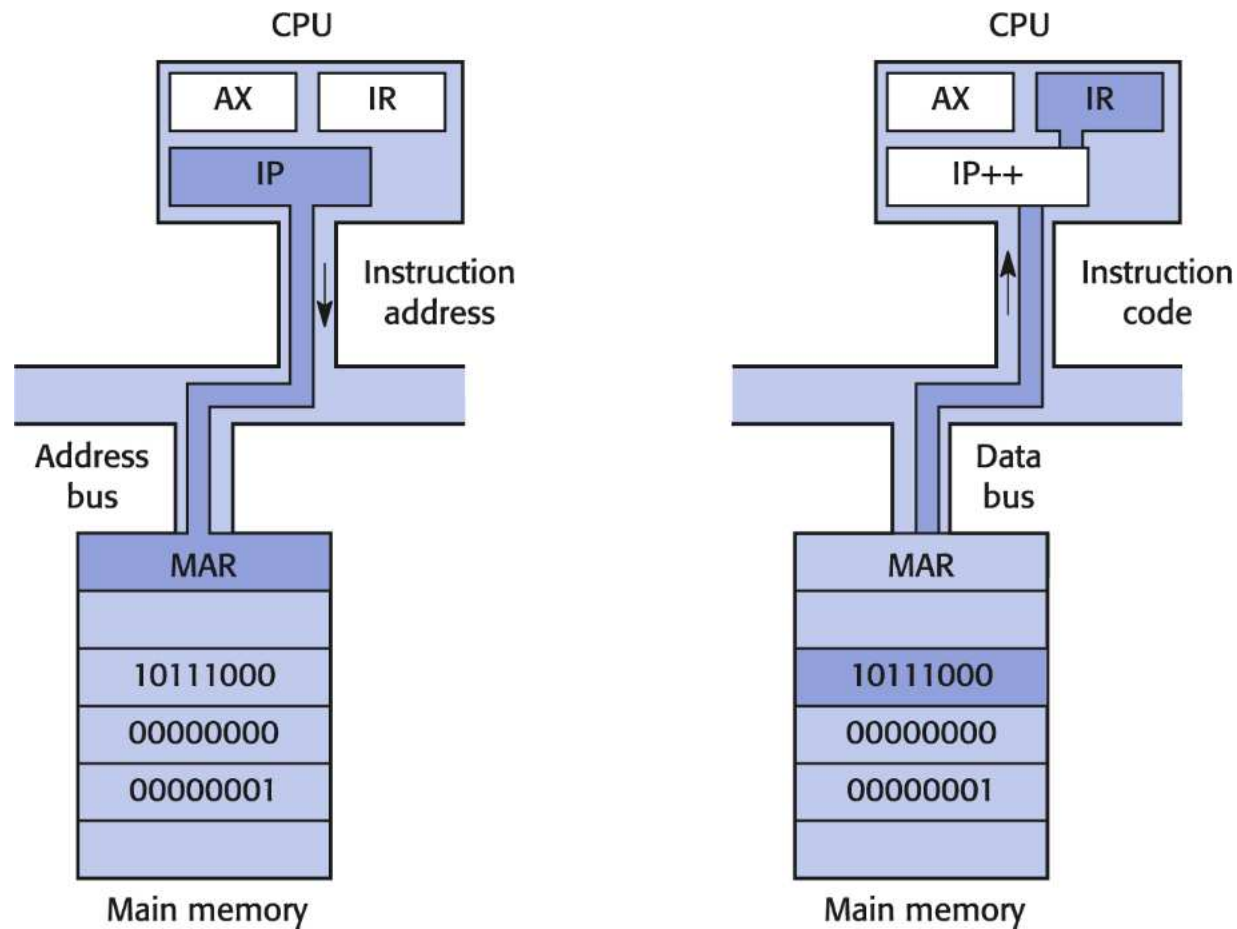 CPU
AX
IR
IP
Instruction
address
Address
bus
MAR
10111000
00000000
00000001
Main memory
CPU
AX
IR
IP++
Instruction
code
Data
bus
MAR
10111000
00000000
00000001
Main memory